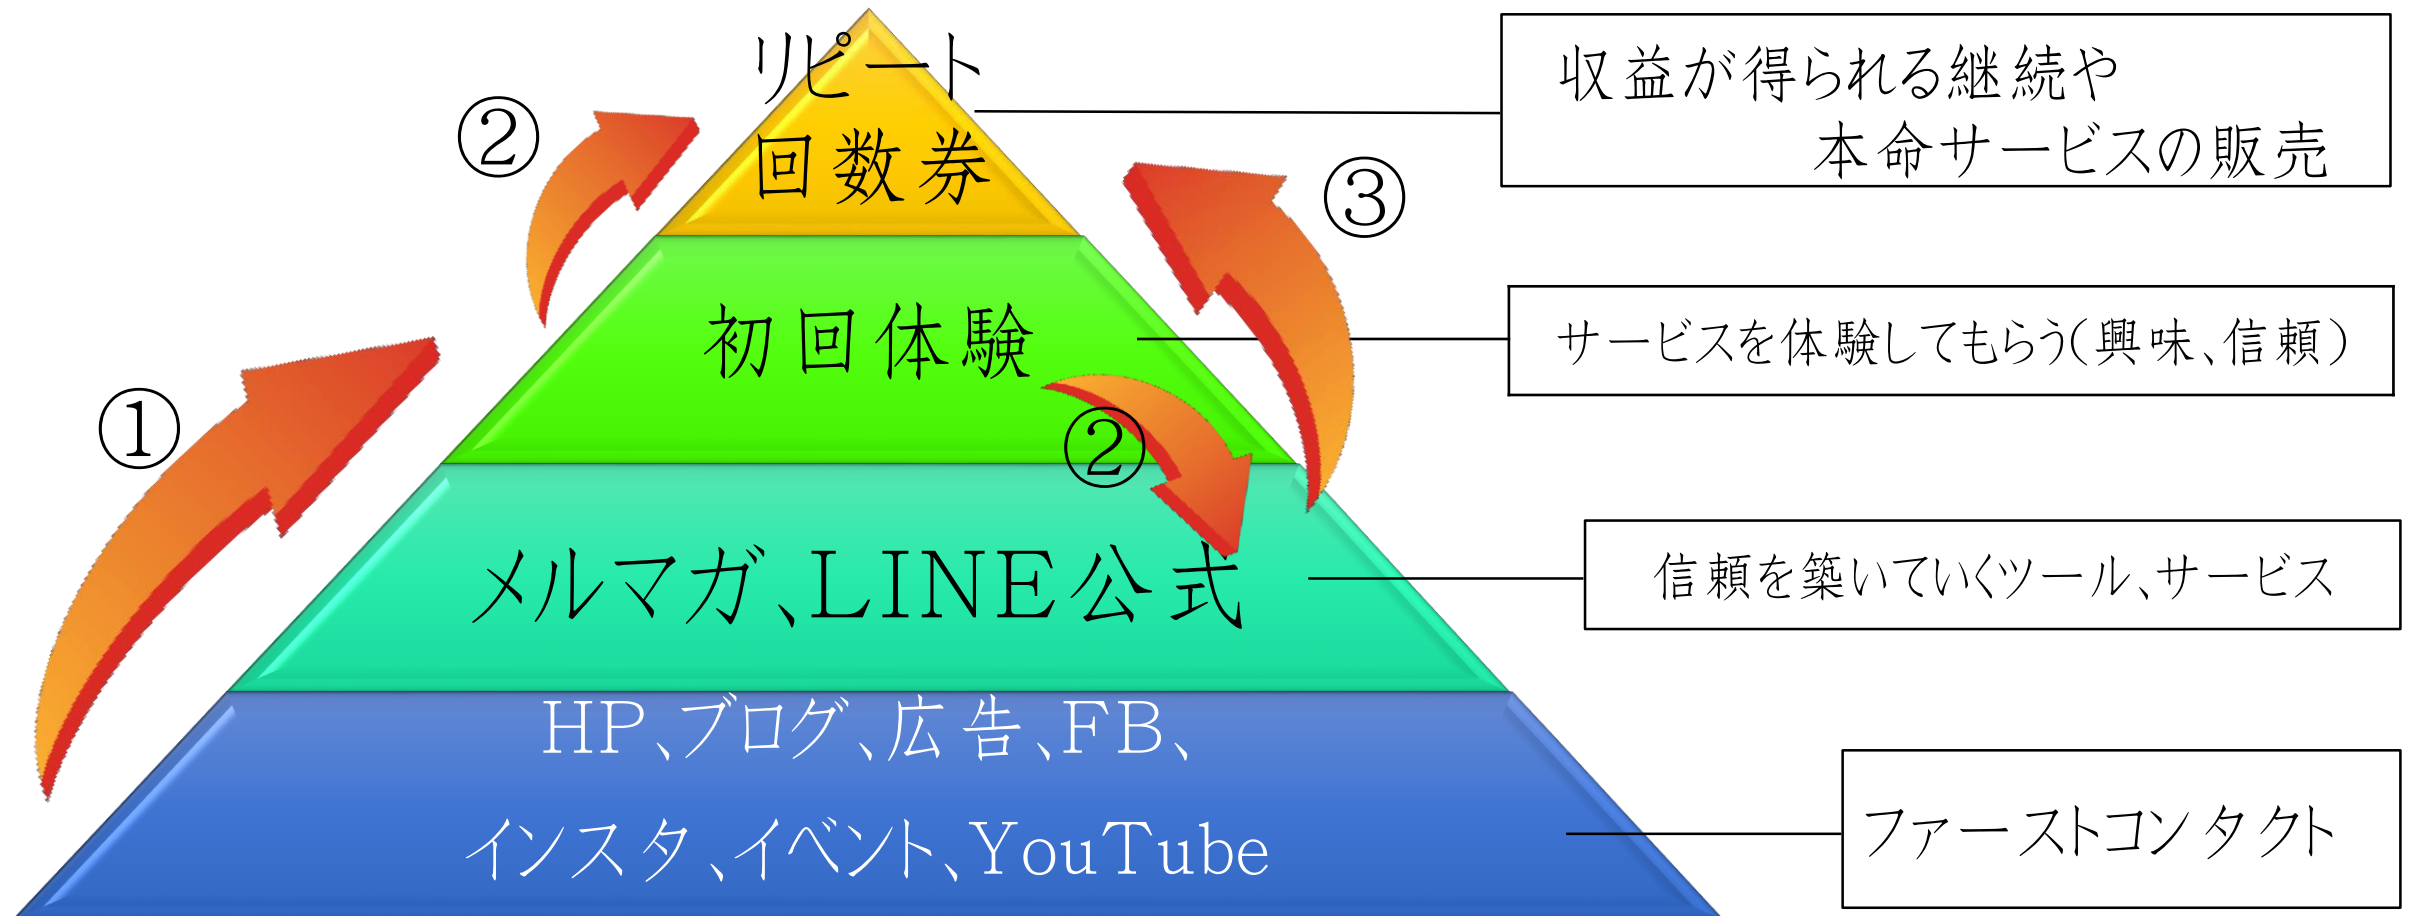 リピート
回数券
②
収益が得られる継続や
本命サービスの販売
③
初回体験
サービスを体験してもらう(興味、信頼)
①
②
メルマガ、LINE公式
信頼を築いていくツール、サービス
HP、ブログ、広告、FB、
インスタ、イベント、YouTube
ファーストコンタクト